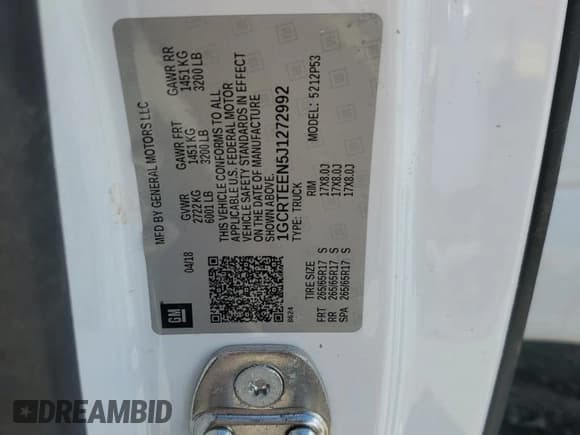 MFD BY GENERAL MOTORS LLC
04/18
GVWR
2722 KG
6001 LB
GAWR FRT
1451 KG
3200 LB
GAWR RR
1451 KG
3200 LB
THIS VEHICLE CONFORMS TO ALL
APPLICABLE U.S. FEDERAL MOTOR
VEHICLE SAFETY STANDARDS IN EFFECT
ON THE DATE OF MANUFACTURE
SHOWN ABOVE.
1GCRTEEN5J1272992
TYPE: TRUCK
MODEL: 5212P53
8624
TIRE SIZE RIM
FRT 265/65R17 S 17X8.0J
RR 265/65R17 S 17X8.0J
SPA 265/65R17 S 17X8.0J
GM
DREAMBID